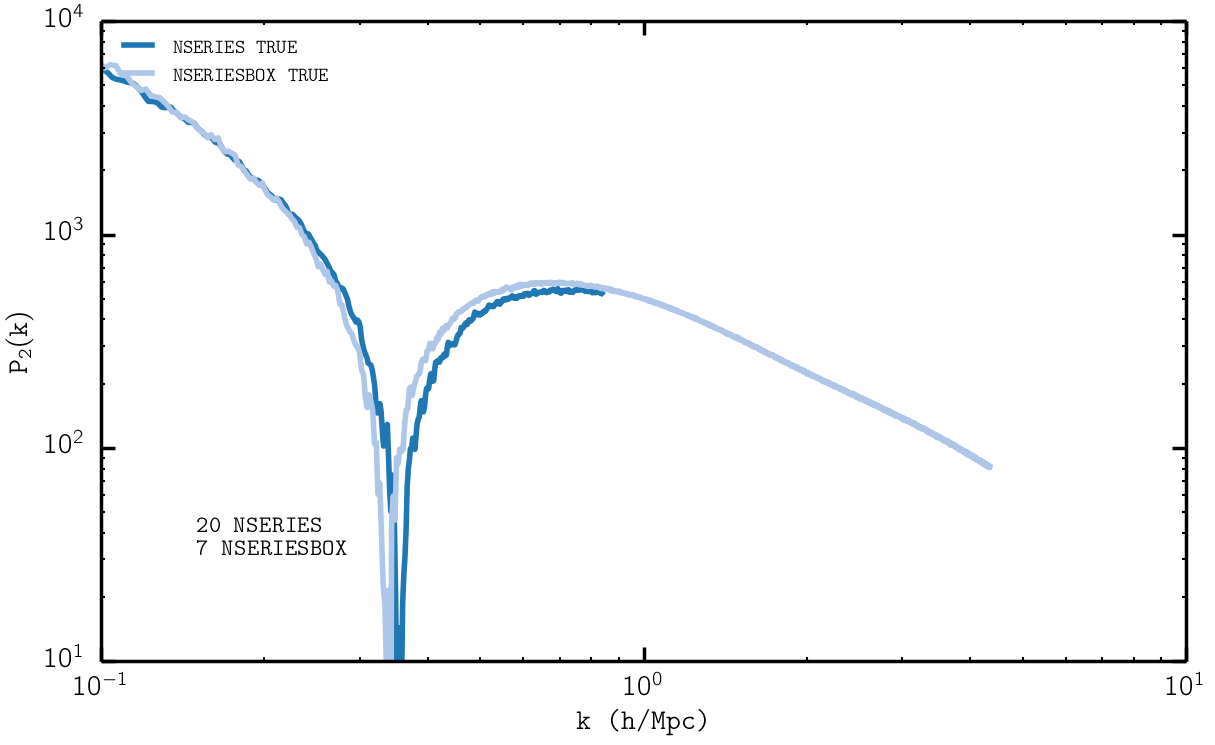 10^4
NSERIES TRUE
NSERIESBOX TRUE
10^3
P_2(k)
10^2
20 NSERIES
7 NSERIESBOX
10^1
10^-1
10^0
10^1
k (h/Mpc)